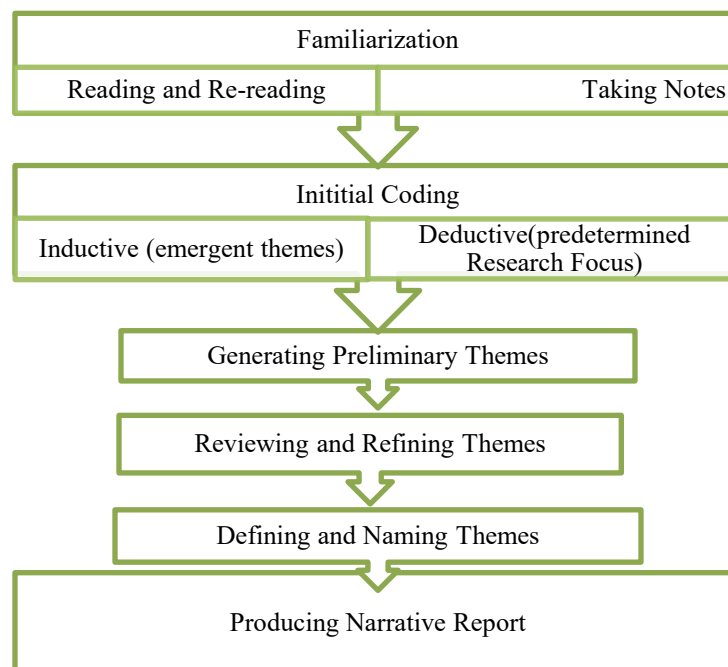 Familiarization
Reading and Re-reading
Taking Notes
Inititial Coding
Inductive (emergent themes)
Deductive(predetermined
Research Focus)
Generating Preliminary Themes
Reviewing and Refining Themes
Defining and Naming Themes
Producing Narrative Report